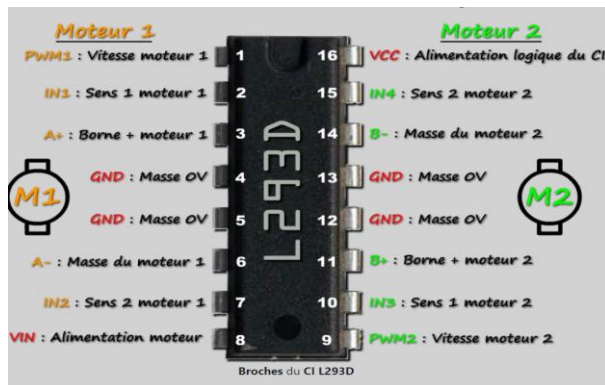 Moteur 1
Moteur 2
PWM1 : Vitesse moteur 1
1
16
VCC : Alimentation logique du CI
IN1 : Sens 1 moteur 1
2
15
IN4 : Sens 2 moteur 2
A+ : Borne + moteur 1
3
14
B- : Masse du moteur 2
M1
GND : Masse 0V
4
13
GND : Masse 0V
M2
GND : Masse 0V
5
12
GND : Masse 0V
A- : Masse du moteur 1
6
11
B+ : Borne + moteur 2
IN2 : Sens 2 moteur 1
7
10
IN3 : Sens 1 moteur 2
VIN : Alimentation moteur
8
9
PWM2 : Vitesse moteur 2
L293D
Broches du CI L293D